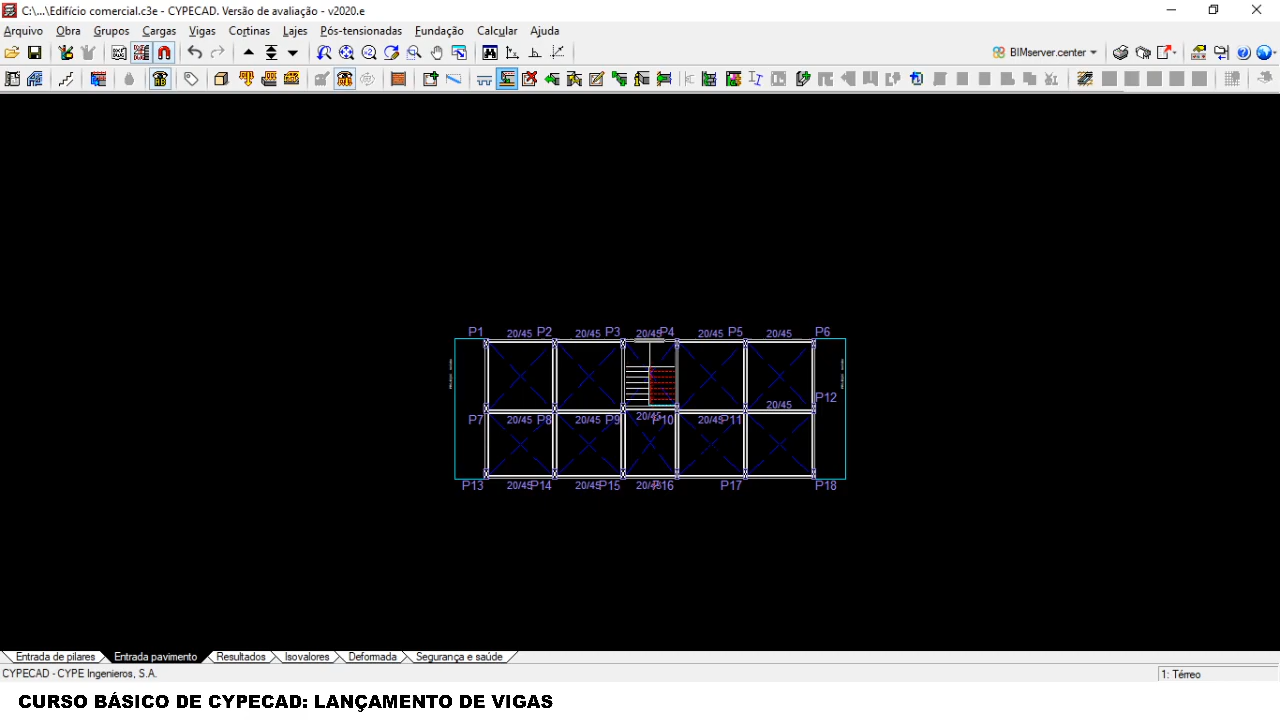 C:\...\Edifício comercial.c3e - CYPECAD. Versão de avaliação - v2020.e
Arquivo Obra Grupos Cargas Vigas Cortinas Lajes Pós-tensionadas Fundação Calcular Ajuda
BIMserver.center
P1 20/45 P2 20/45 P3 20/45 P4 20/45 P5 20/45 P6
20/45 P12
P7 20/45 P8 20/45 P9 20/45 P10 20/45 P11
P13 20/45 P14 20/45 P15 20/45 P16 P17 P18
Entrada de pilares Entrada pavimento Resultados Isovalores Deformada Segurança e saúde
CYPECAD - CYPE Ingenieros, S.A. 1: Térreo
CURSO BÁSICO DE CYPECAD: LANÇAMENTO DE VIGAS